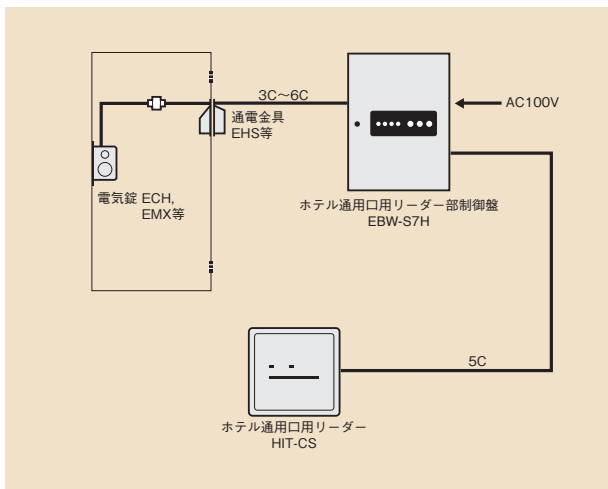 3C～6C
AC100V
通電金具
EHS等
電気錠 ECH,
EMX等
ホテル通用口用リーダー部制御盤
EBW-S7H
5C
ホテル通用口用リーダー
HIT-CS